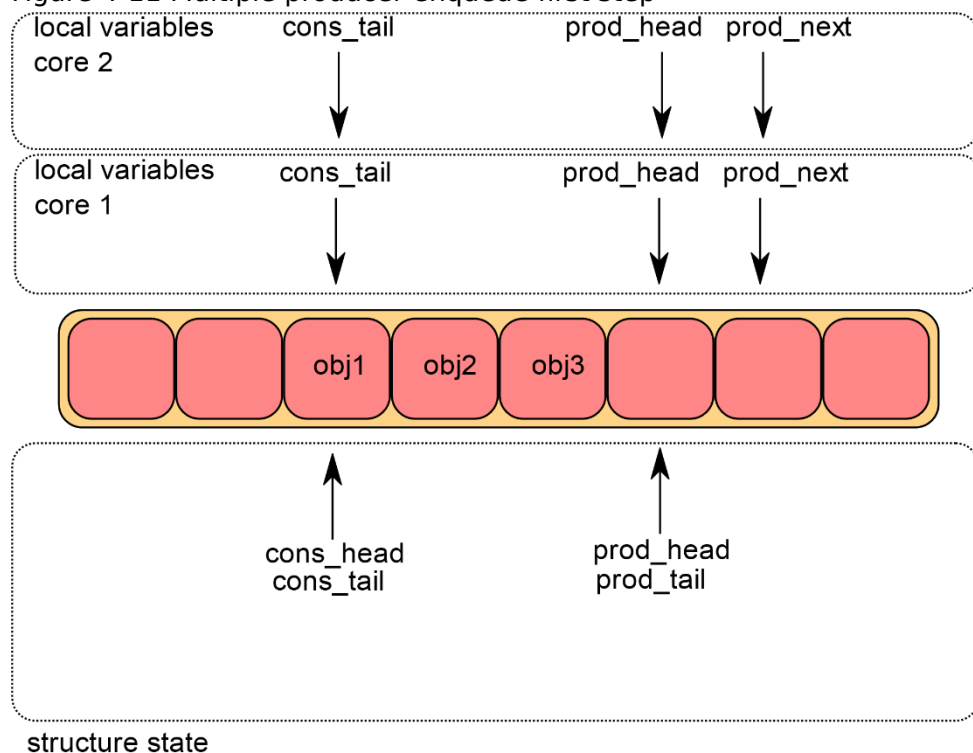 local variables cons_tail prod_head prod_next
core 2
local variables cons_tail prod_head prod_next
core 1
obj1 obj2 obj3
cons_head prod_head
cons_tail prod_tail
structure state